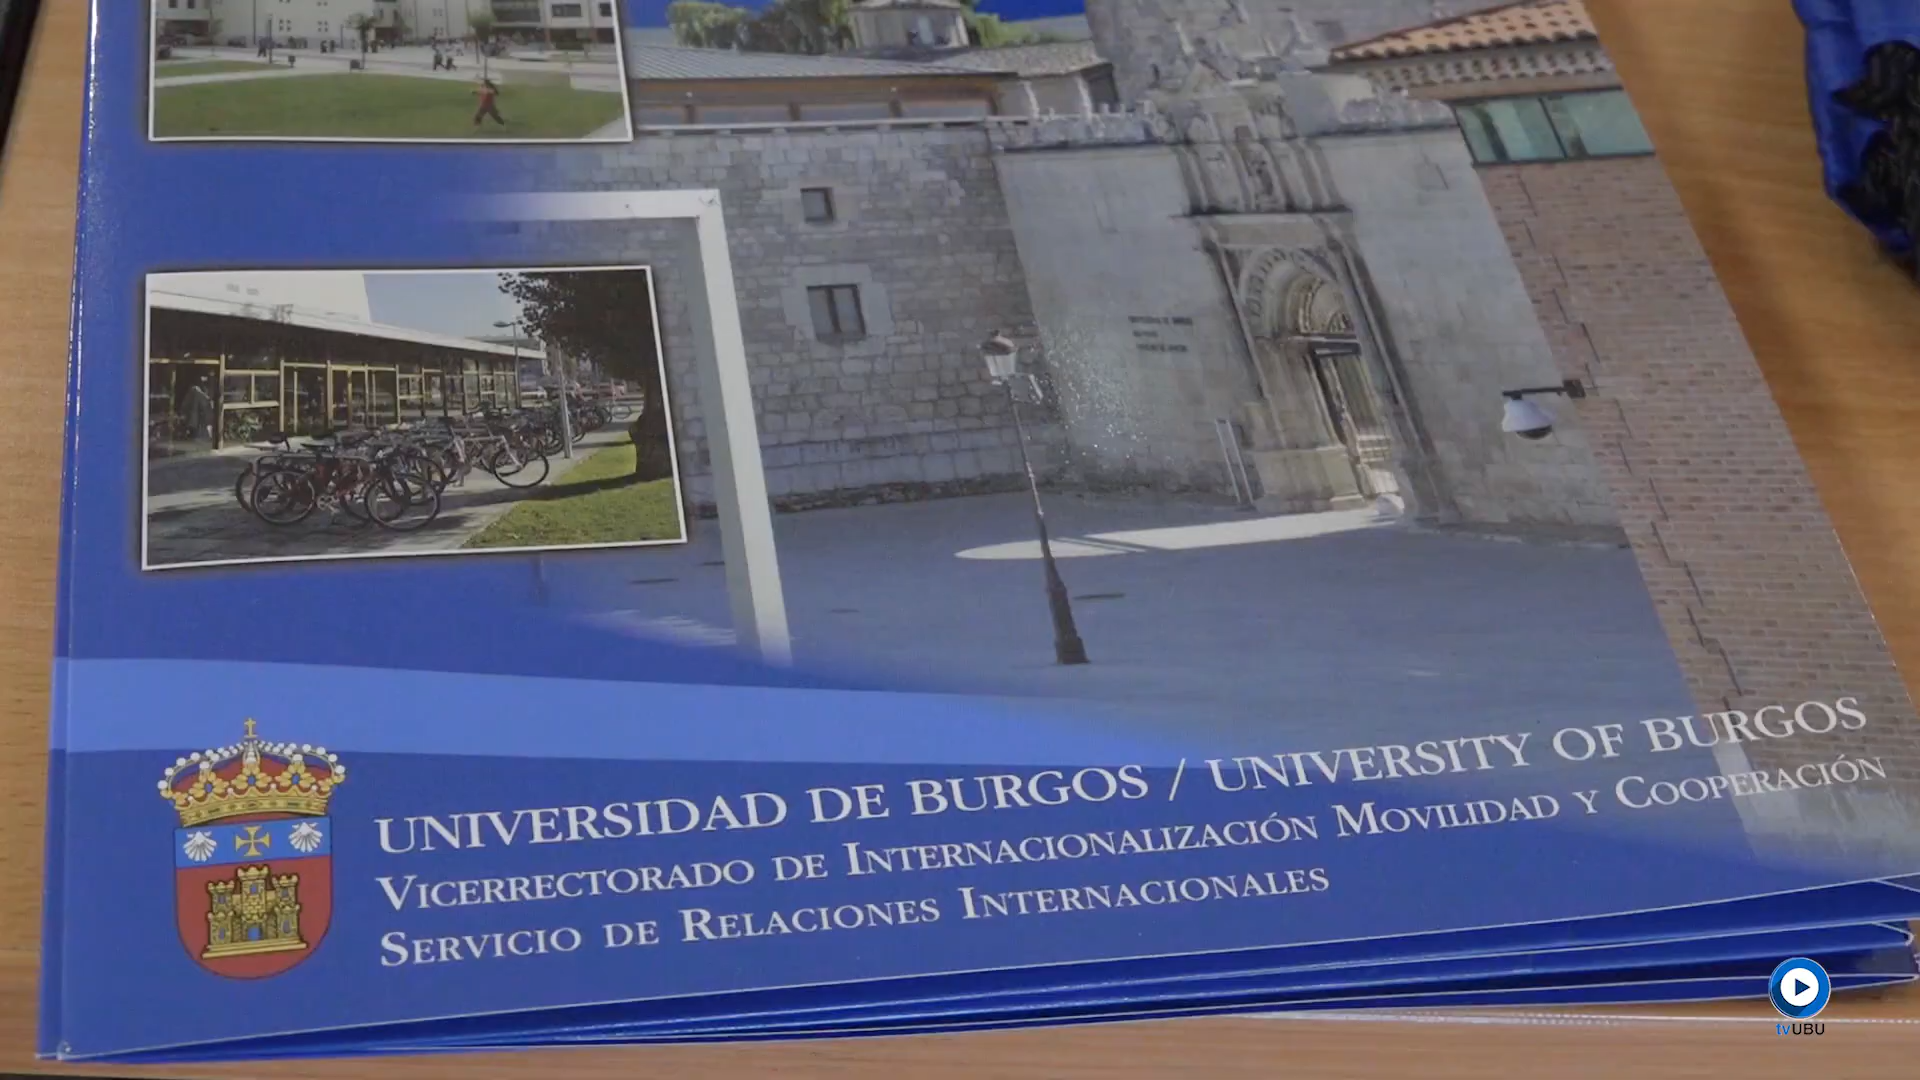 UNIVERSIDAD DE BURGOS / UNIVERSITY OF BURGOS
VICERRECTORADO DE INTERNACIONALIZACIÓN MOVILIDAD Y COOPERACIÓN
SERVICIO DE RELACIONES INTERNACIONALES
tvUBU